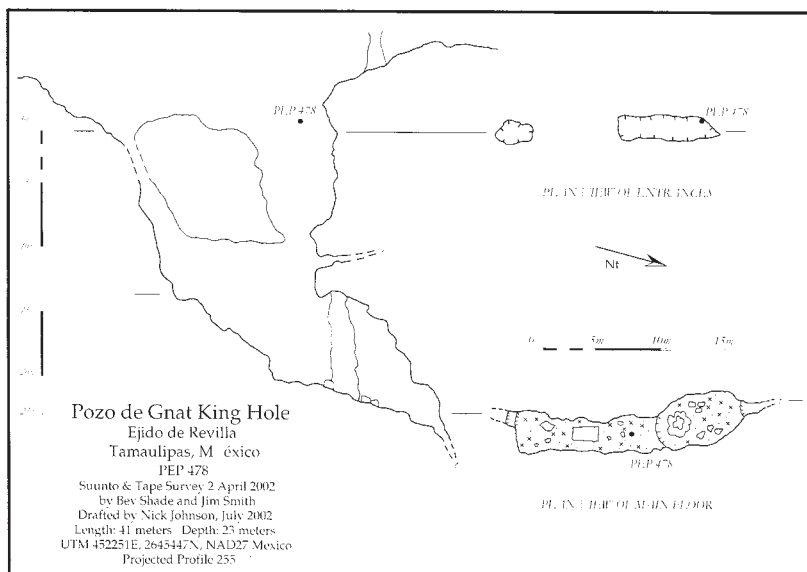 PEP 478
PEP 478
PLAN VIEW OF ENTRANCES
Nt
5m
10m
15m
PEP 478
PLAN VIEW OF MAIN FLOOR
Pozo de Gnat King Hole
Ejido de Revilla
Tamaulipas, M éxico
PEP 478
Suunto & Tape Survey 2 April 2002
by Bev Shade and Jim Smith
Drafted by Nick Johnson, July 2002
Length: 41 meters Depth: 23 meters
UTM 452251E, 2645447N, NAD27 Mexico
Projected Profile 255